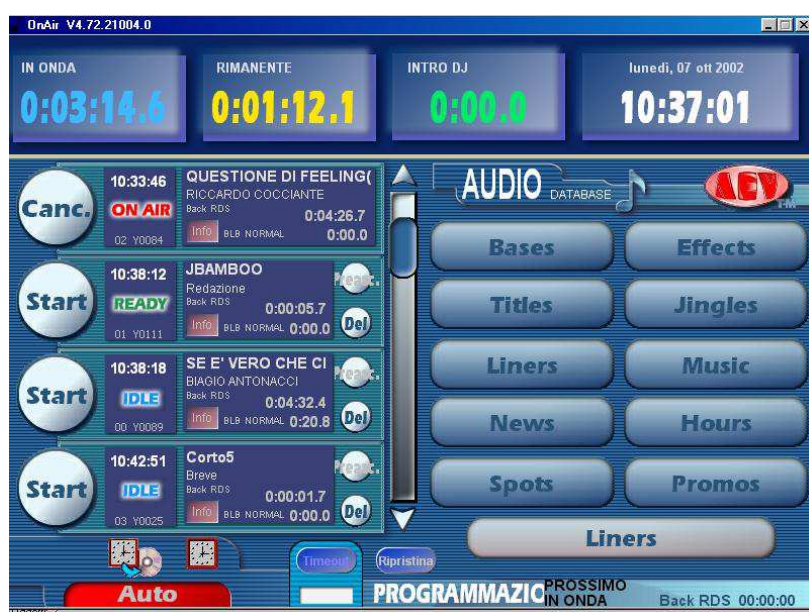 OnAir V4.72.21004.0
IN ONDA
0:03:14.6
RIMANENTE
0:01:12.1
INTRO DJ
0:00.0
lunedì, 07 ott 2002
10:37:01
Canc.
10:33:46
ON AIR
02 Y0084
QUESTIONE DI FEELING(
RICCARDO COCCIANTE
Back RDS
0:04:26.7
Info BLB NORMAL 0:00.0
Start
10:38:12
READY
01 Y0111
JBAMBOO
Redazione
Back RDS
0:00:05.7
Info BLB NORMAL 0:00.0
Del
Start
10:38:18
IDLE
00 Y0089
SE E' VERO CHE CI
BIAGIO ANTONACCI
Back RDS
0:04:32.4
Info BLB NORMAL 0:20.8
Del
Start
10:42:51
IDLE
03 Y0025
Corto5
Breve
Back RDS
0:00:01.7
Info BLB NORMAL 0:00.0
Del
AUDIO DATABASE
AEV
TM
Bases Effects
Titles Jingles
Liners Music
News Hours
Spots Promos
Liners
Timeout
Ripristina
Auto
PROGRAMMAZIO
PROSSIMO
IN ONDA
Back RDS 00:00:00